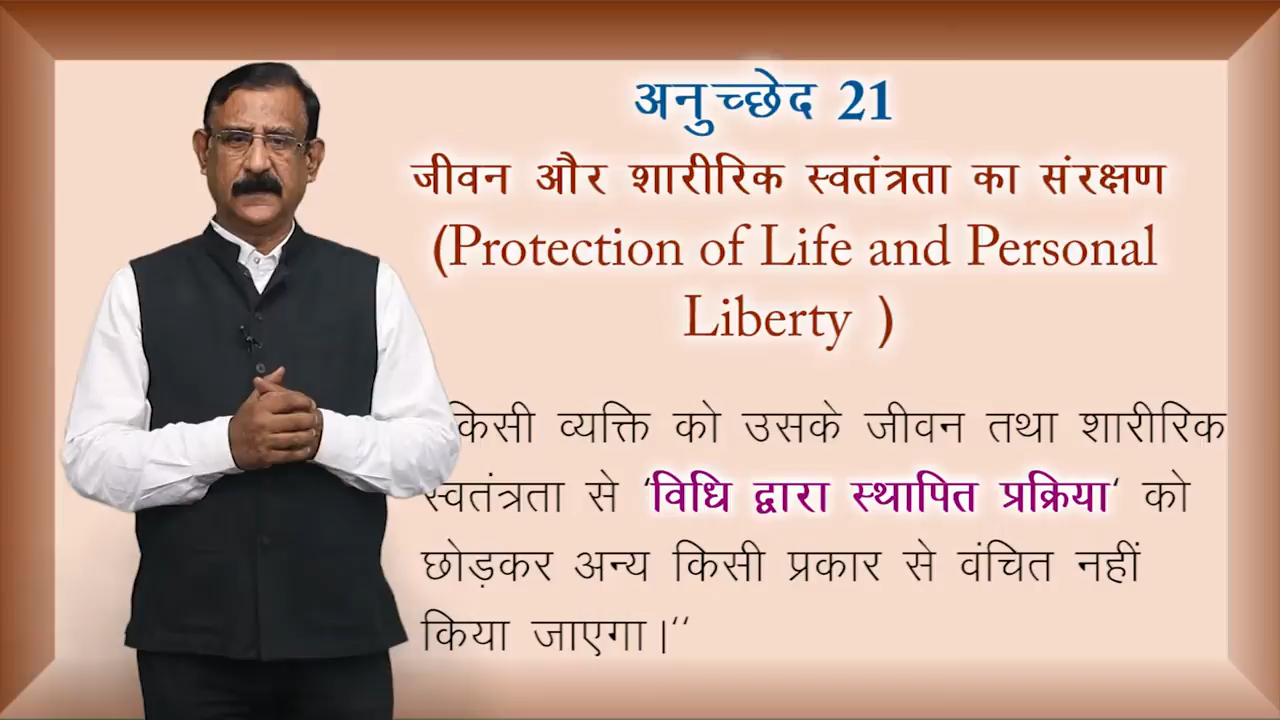 अनुच्छेद 21
जीवन और शारीरिक स्वतंत्रता का संरक्षण
(Protection of Life and Personal
Liberty )
किसी व्यक्ति को उसके जीवन तथा शारीरिक
स्वतंत्रता से ‘विधि द्वारा स्थापित प्रक्रिया‘ को
छोड़कर अन्य किसी प्रकार से वंचित नहीं
किया जाएगा।‘‘